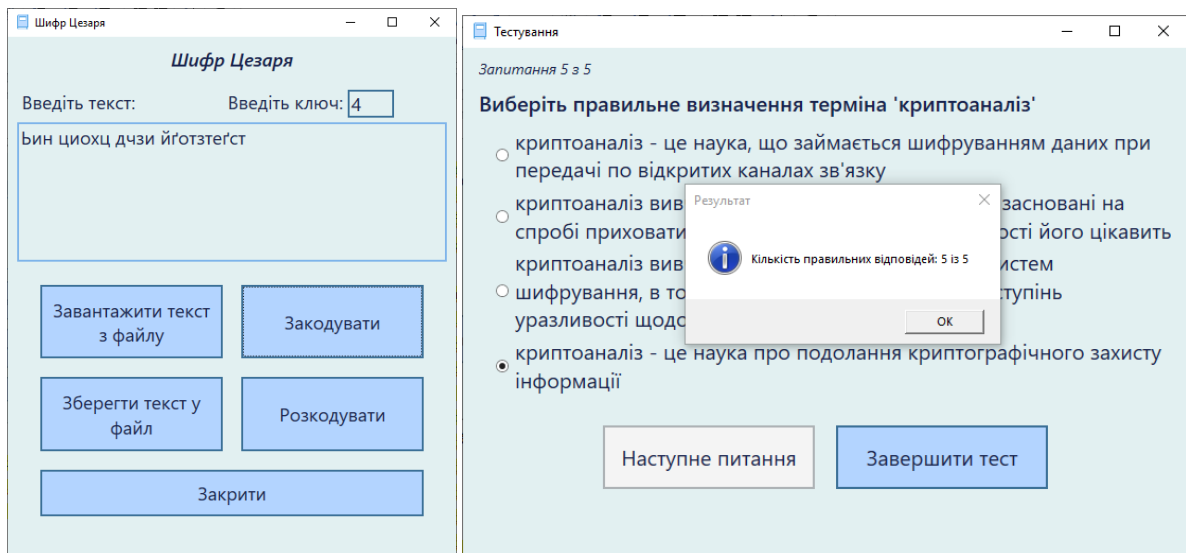 Шифр Цезаря
Шифр Цезаря
Введіть текст:
Введіть ключ: 4
Ьин циохц дчзи йґотзтеґст
Завантажити текст
з файлу
Закодувати
Зберегти текст у
файл
Розкодувати
Закрити
Тестування
Запитання 5 з 5
Виберіть правильне визначення терміна 'криптоаналіз'
криптоаналіз - це наука, що займається шифруванням даних при
передачі по відкритих каналах зв'язку
криптоаналіз вив
засновані на
спробі приховати
ості його цікавить
криптоаналіз вив
истем
шифрування, в то
ступінь
уразливості щодо
криптоаналіз - це наука про подолання криптографічного захисту
інформації
Результат
Кількість правильних відповідей: 5 із 5
OK
Наступне питання
Завершити тест